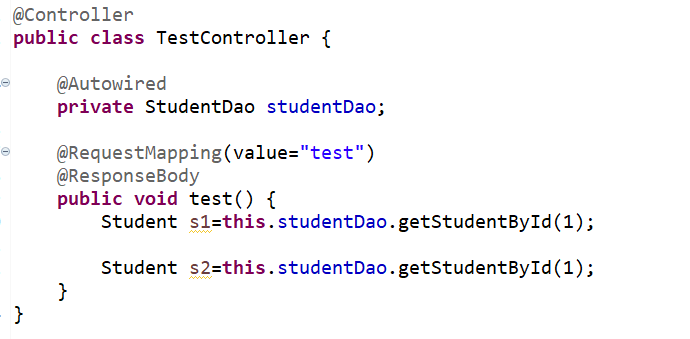 @Controller
public class TestController {
@Autowired
private StudentDao studentDao;
@RequestMapping(value="test")
@ResponseBody
public void test() {
Student s1=this.studentDao.getStudentById(1);
Student s2=this.studentDao.getStudentById(1);
}
}